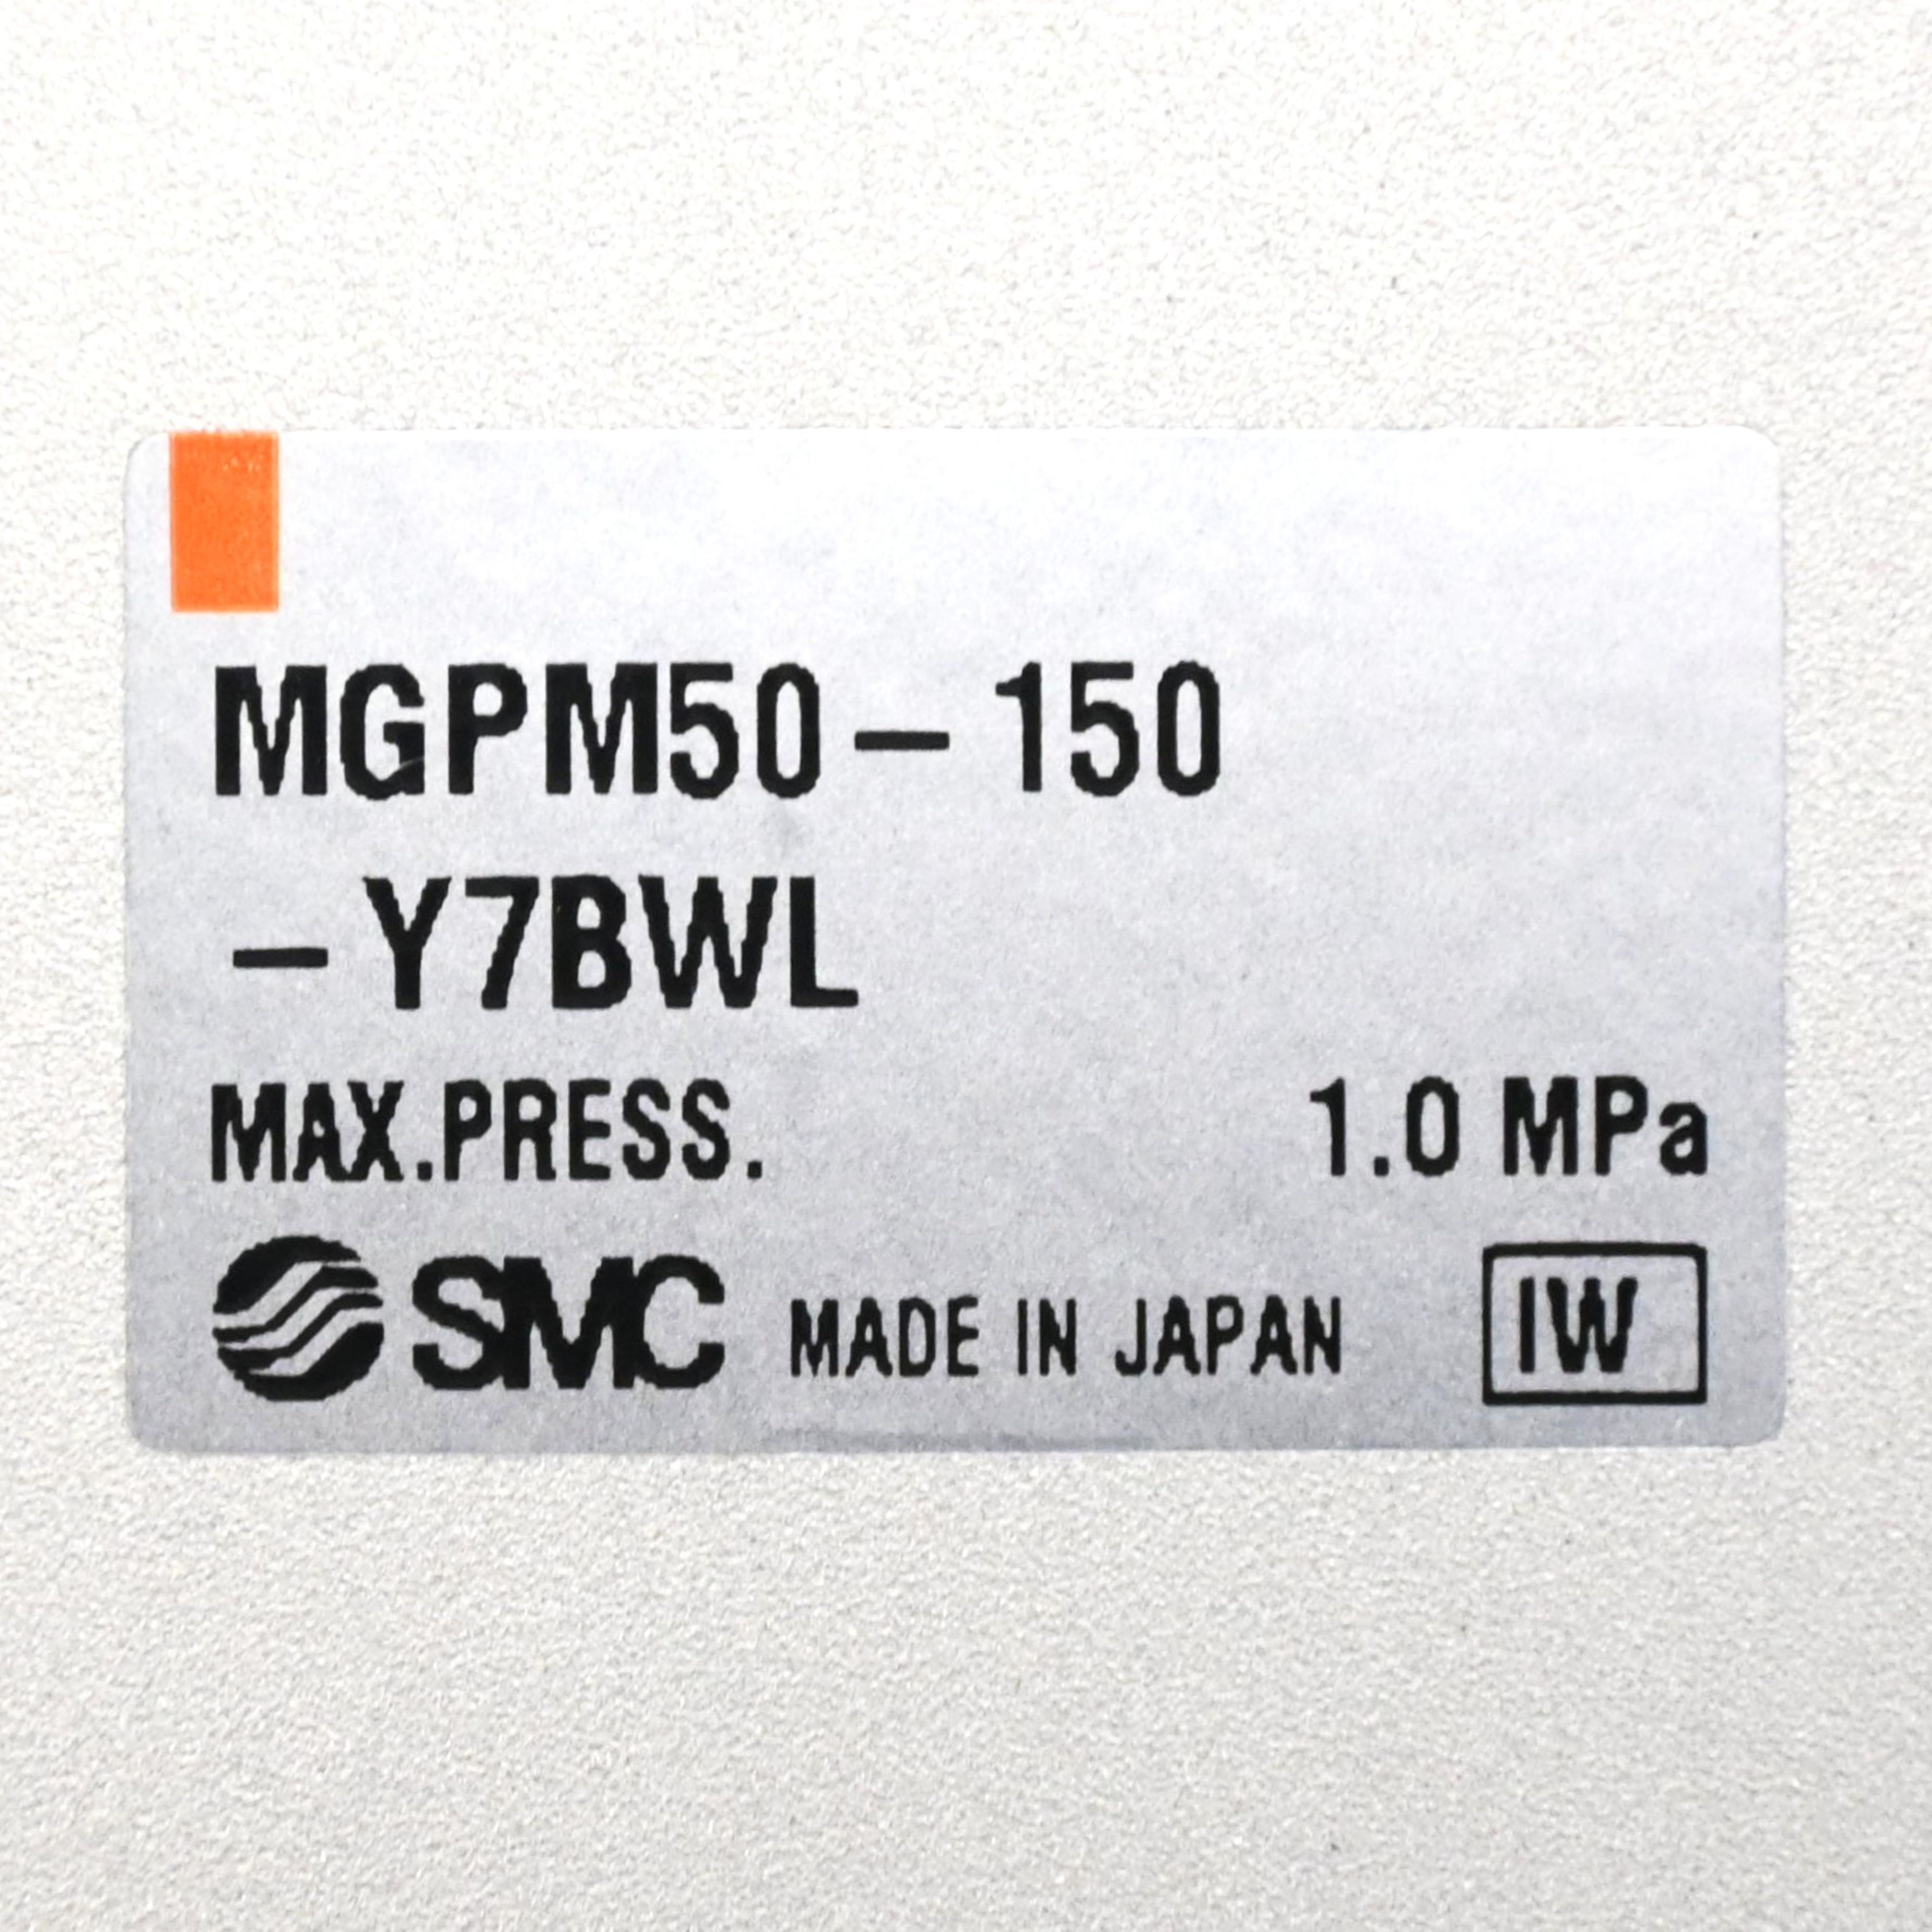 MGPM50-150
-Y7BWL
MAX.PRESS. 1.0 MPa
SMC MADE IN JAPAN IW